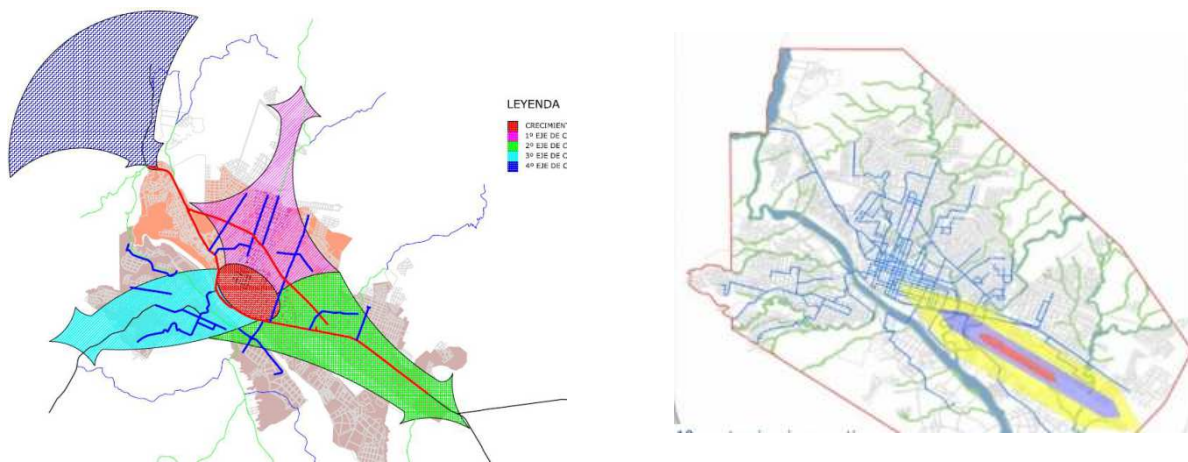 LEYENDA
CRECIMIENT
1º EJE DE C
2º EJE DE C
3º EJE DE C
4º EJE DE C